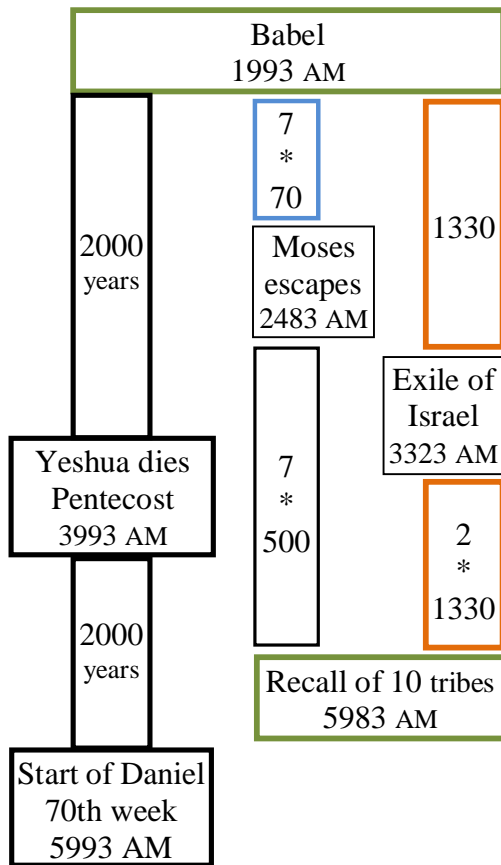 Babel
1993 AM
2000
years
Yeshua dies
Pentecost
3993 AM
2000
years
Start of Daniel
70th week
5993 AM
7
*
70
Moses
escapes
2483 AM
7
*
500
1330
Exile of
Israel
3323 AM
2
*
1330
Recall of 10 tribes
5983 AM